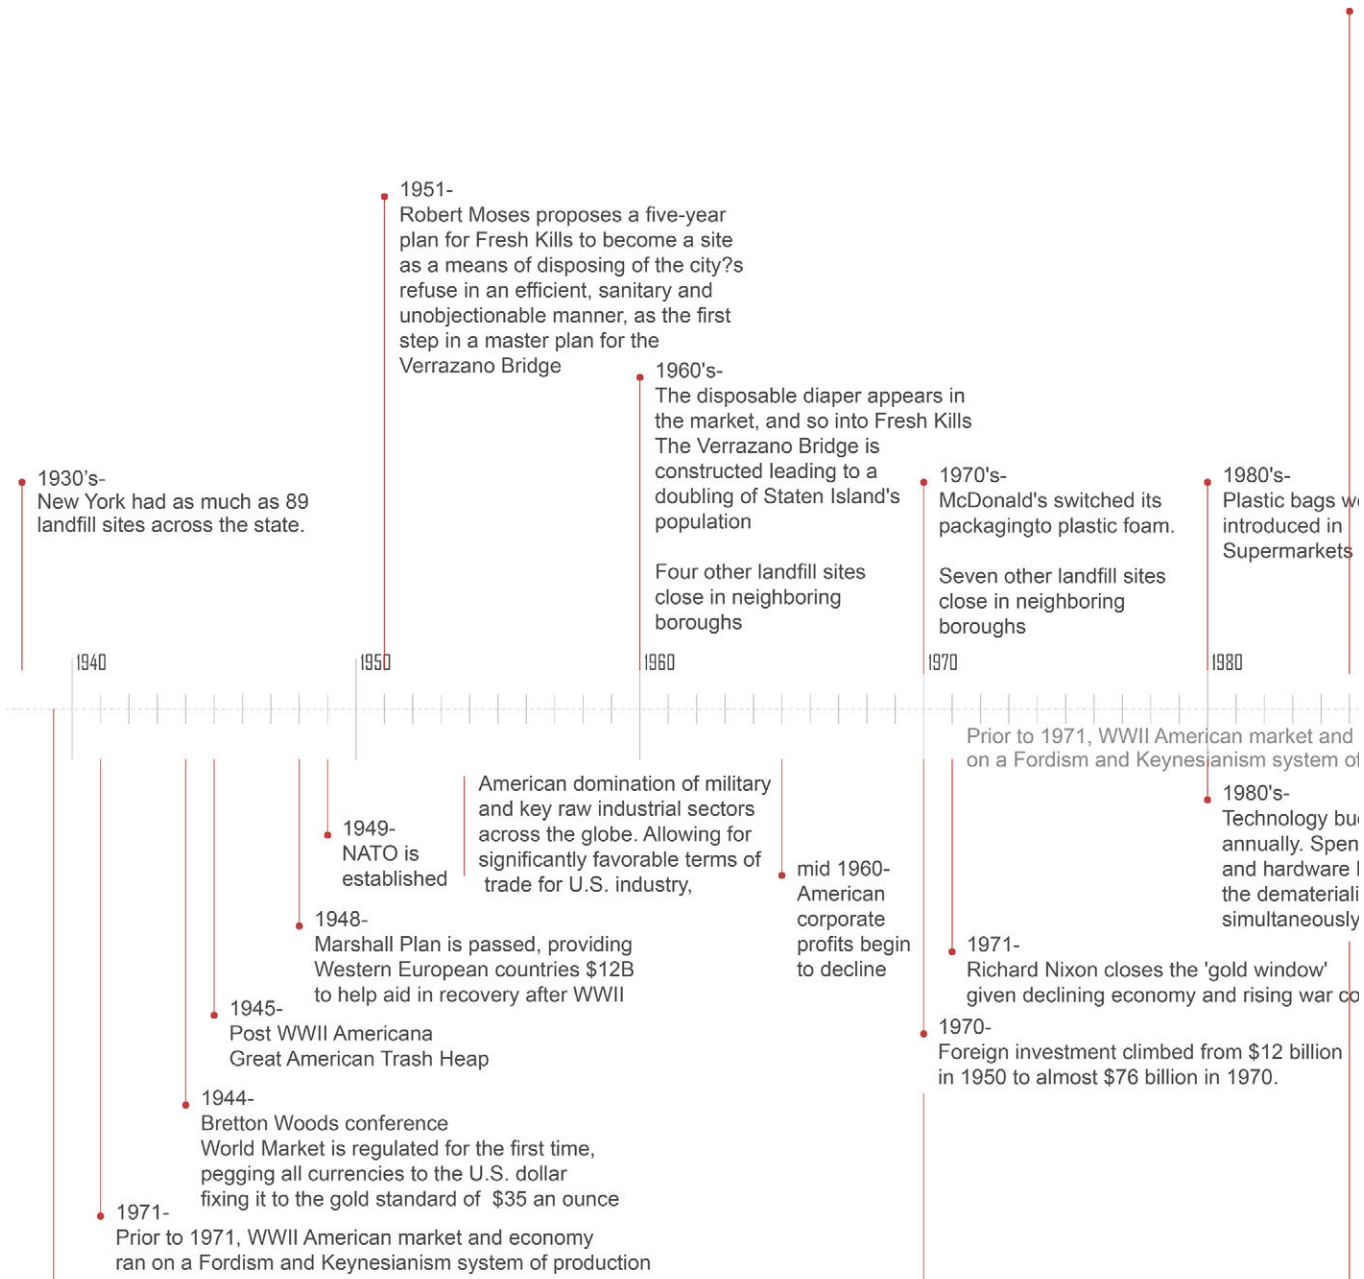 1951-
Robert Moses proposes a five-year
plan for Fresh Kills to become a site
as a means of disposing of the city?s
refuse in an efficient, sanitary and
unobjectionable manner, as the first
step in a master plan for the
Verrazano Bridge
1960's-
The disposable diaper appears in
the market, and so into Fresh Kills
The Verrazano Bridge is
constructed leading to a
doubling of Staten Island's
population
Four other landfill sites
close in neighboring
boroughs
1930's-
New York had as much as 89
landfill sites across the state.
1970's-
McDonald's switched its
packagingto plastic foam.
Seven other landfill sites
close in neighboring
boroughs
1980's-
Plastic bags
introduced in
Supermarkets
1940
1950
1960
1970
1980
Prior to 1971, WWII American market and
on a Fordism and Keynesianism system of
American domination of military
and key raw industrial sectors
across the globe. Allowing for
significantly favorable terms of
trade for U.S. industry,
1980's-
Technology
annually.
and hardware
the
simultaneously
1949-
NATO is
established
mid 1960-
American
corporate
profits begin
to decline
1948-
Marshall Plan is passed, providing
Western European countries $12B
to help aid in recovery after WWII
1971-
Richard Nixon closes the 'gold window'
given declining economy and rising war
1945-
Post WWII Americana
Great American Trash Heap
1970-
Foreign investment climbed from $12 billion
in 1950 to almost $76 billion in 1970.
1944-
Bretton Woods conference
World Market is regulated for the first time,
pegging all currencies to the U.S. dollar
fixing it to the gold standard of $35 an ounce
1971-
Prior to 1971, WWII American market and economy
ran on a Fordism and Keynesianism system of production